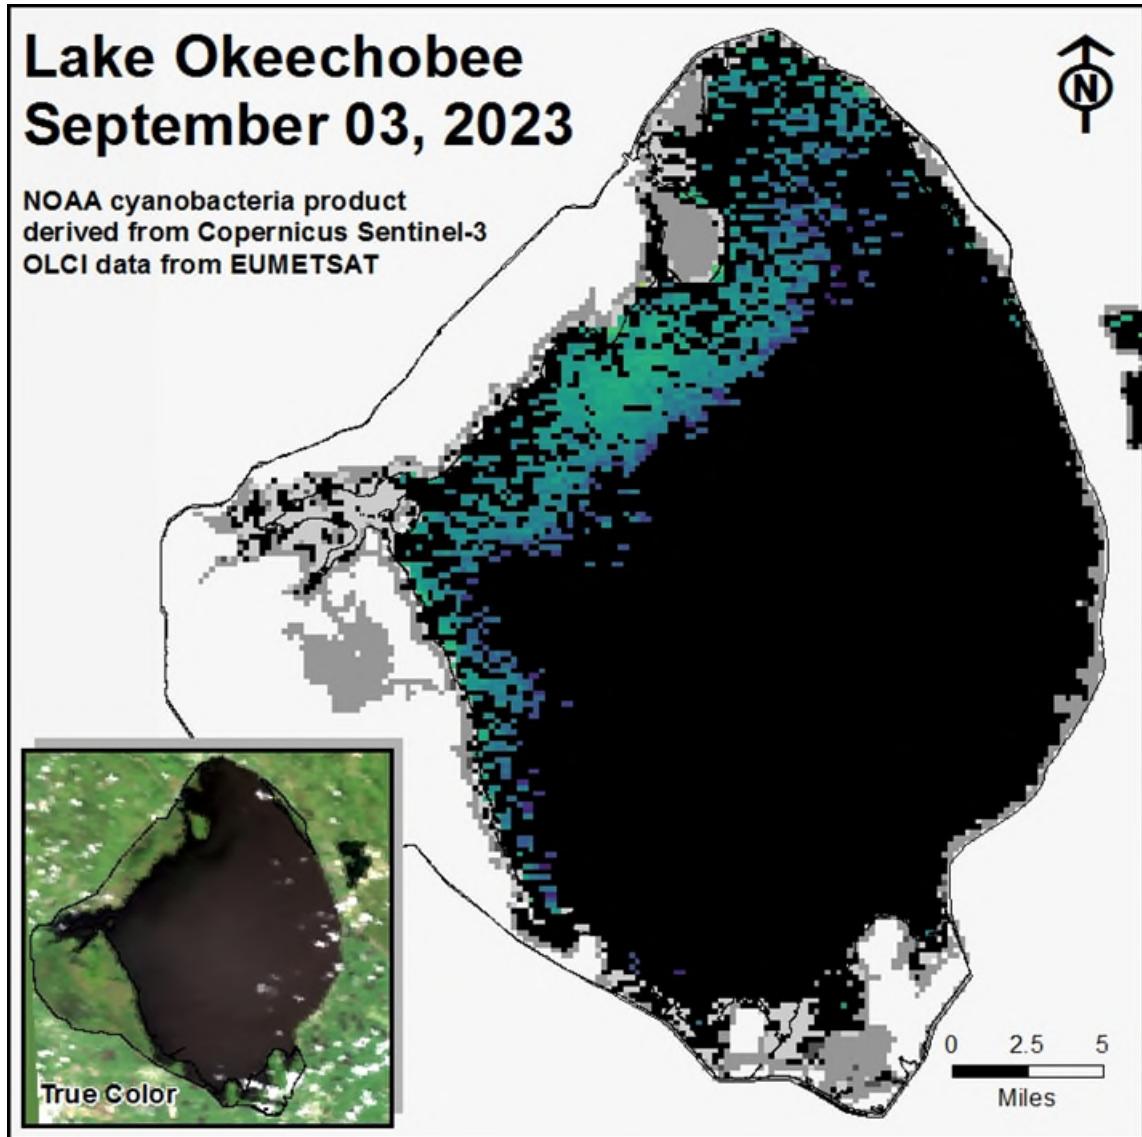 Lake Okeechobee
September 03, 2023
NOAA cyanobacteria product
derived from Copernicus Sentinel-3
OLCI data from EUMETSAT
N
True Color
0 2.5 5
Miles